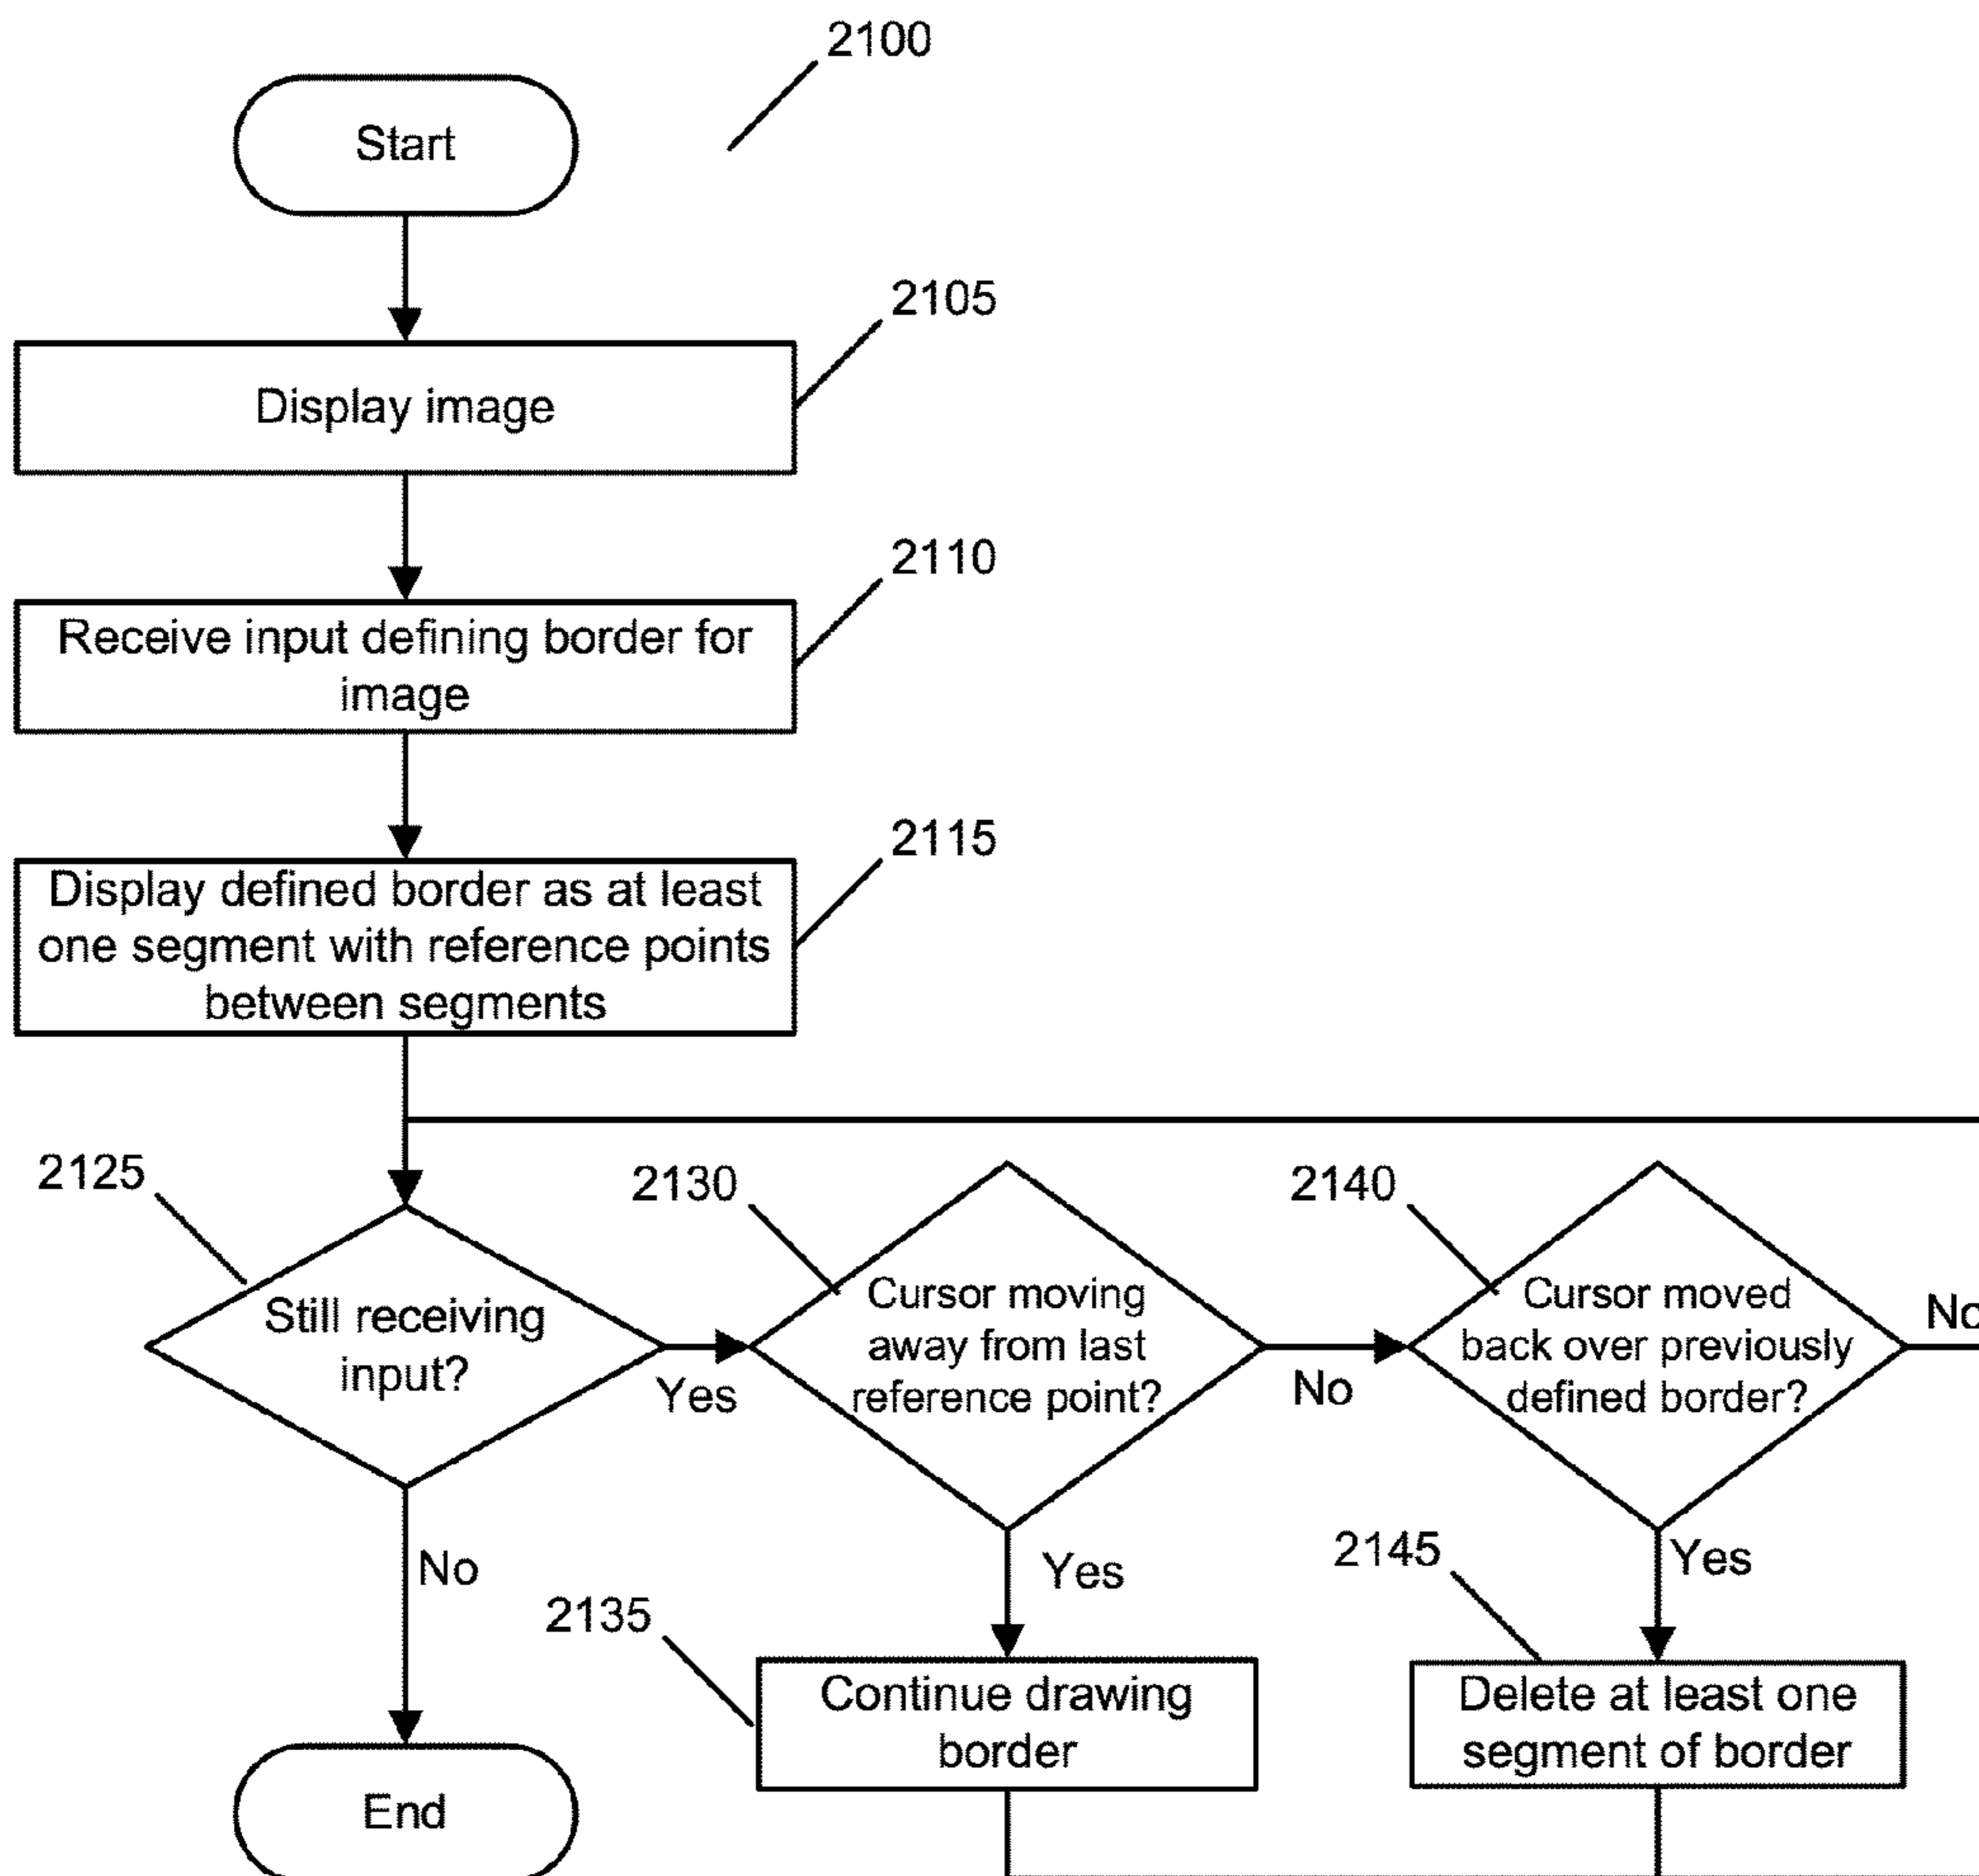 2100
Start
2105
Display image
2110
Receive input defining border for
image
2115
Display defined border as at least
one segment with reference points
between segments
2125
Still receiving
input?
Yes
No
2130
Cursor moving
away from last
reference point?
No
Yes
2140
Cursor moved
back over previously
defined border?
No
Yes
2135
Continue drawing
border
2145
Delete at least one
segment of border
End